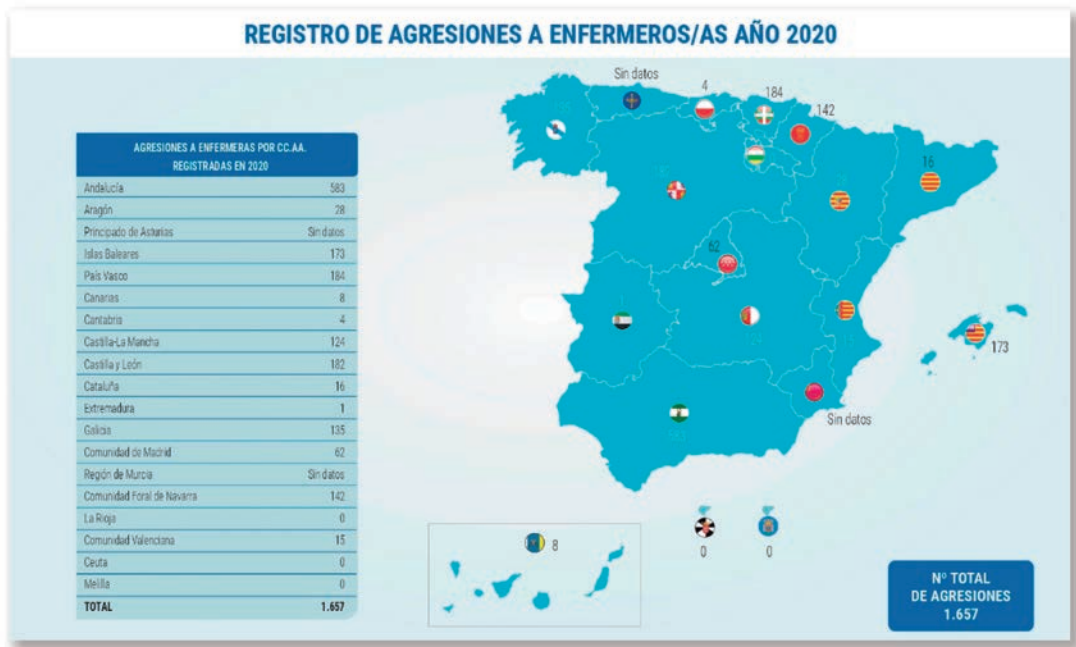 REGISTRO DE AGRESIONES A ENFERMEROS/AS AÑO 2020
AGRESIONES A ENFERMERAS POR CC.AA.
REGISTRADAS EN 2020
Andalucía 583
Aragón 28
Principado de Asturias Sin datos
Islas Baleares 173
País Vasco 184
Canarias 8
Cantabria 4
Castilla-La Mancha 124
Castilla y León 182
Cataluña 16
Extremadura 1
Galicia 135
Comunidad de Madrid 62
Región de Murcia Sin datos
Comunidad Foral de Navarra 142
La Rioja 0
Comunidad Valenciana 15
Ceuta 0
Melilla 0
TOTAL 1.657
Sin datos
4
184
142
16
62
173
Sin datos
8
0
0
Nº TOTAL
DE AGRESIONES
1.657